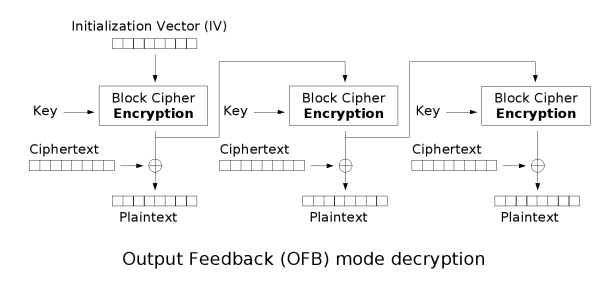 Initialization Vector (IV)
Block Cipher
Encryption
Key
Ciphertext
Plaintext
Block Cipher
Encryption
Key
Ciphertext
Plaintext
Block Cipher
Encryption
Key
Ciphertext
Plaintext
Output Feedback (OFB) mode decryption